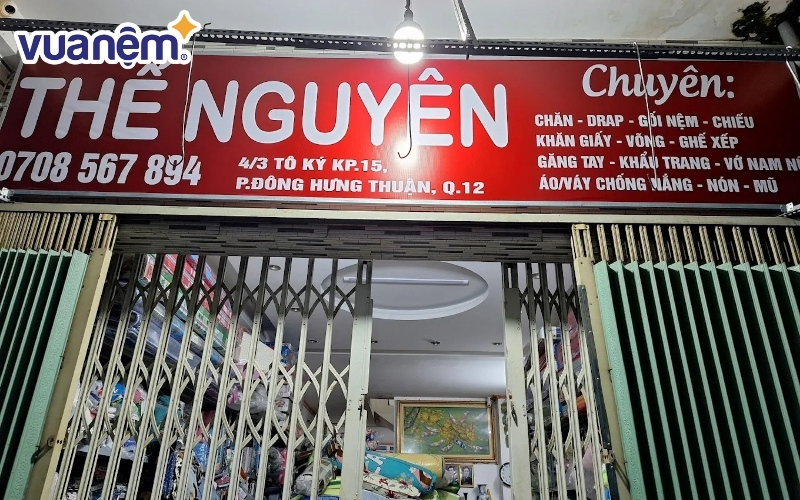 vuanệm
THẾ NGUYÊN
0708 567 894
4/3 TÔ KÝ KP.15,
P.ĐÔNG HƯNG THUẬN, Q.12
Chuyên:
CHĂN - DRAP - GỐI NỆM - CHIẾU
KHĂN GIẤY - VÕNG - GHẾ XẾP
GĂNG TAY - KHẨU TRANG - VỚ NAM
ÁO/VÁY CHỐNG NẮNG - NÓN - MŨ